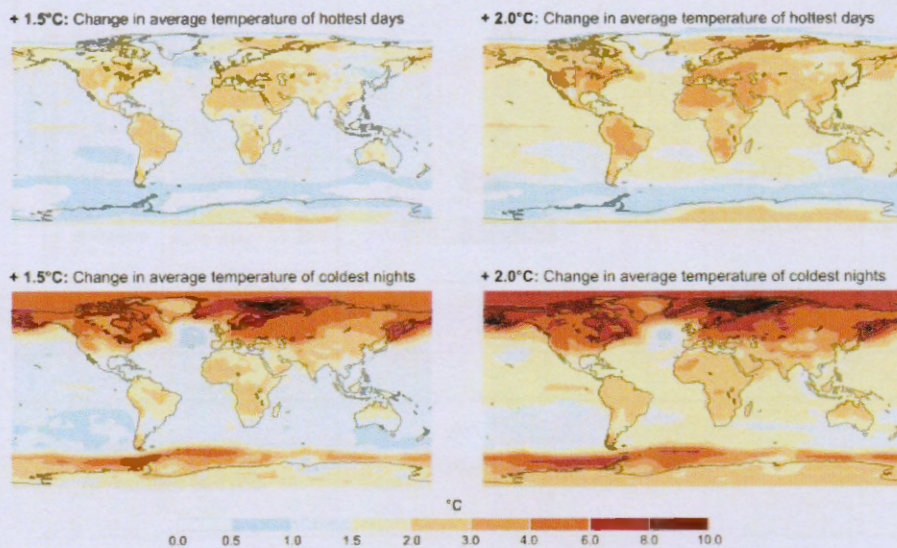 + 1.5°C: Change in average temperature of hottest days
+ 2.0°C: Change in average temperature of hottest days
+ 1.5°C: Change in average temperature of coldest nights
+ 2.0°C: Change in average temperature of coldest nights
°C
0.0 0.5 1.0 1.5 2.0 3.0 4.0 6.0 8.0 10.0